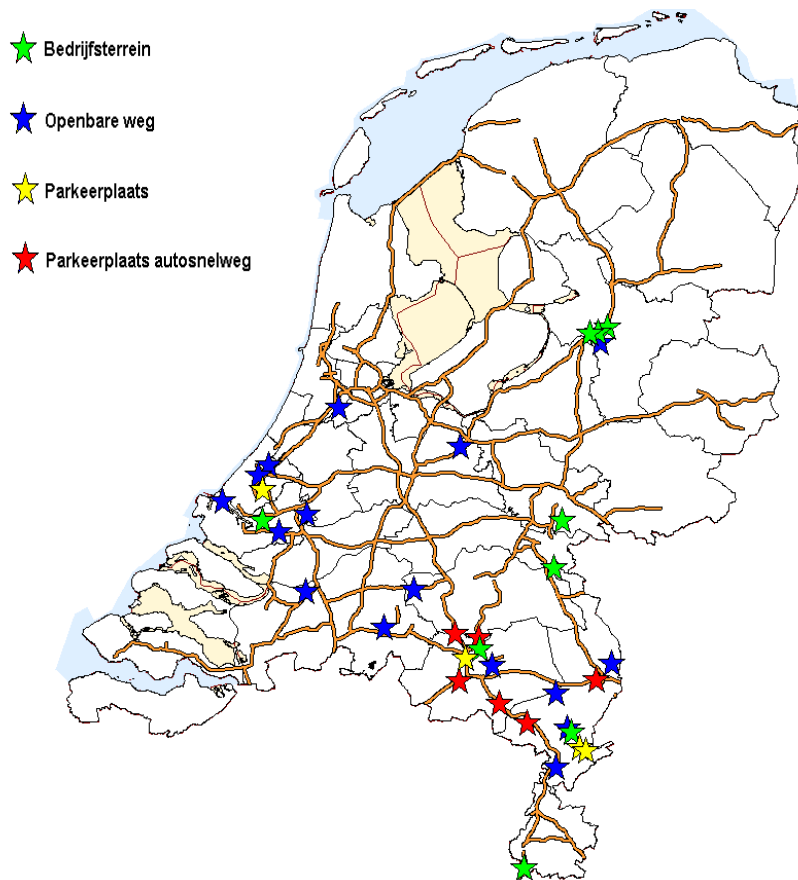 Bedrijfsterrein
Openbare weg
Parkeerplaats
Parkeerplaats autosnelweg